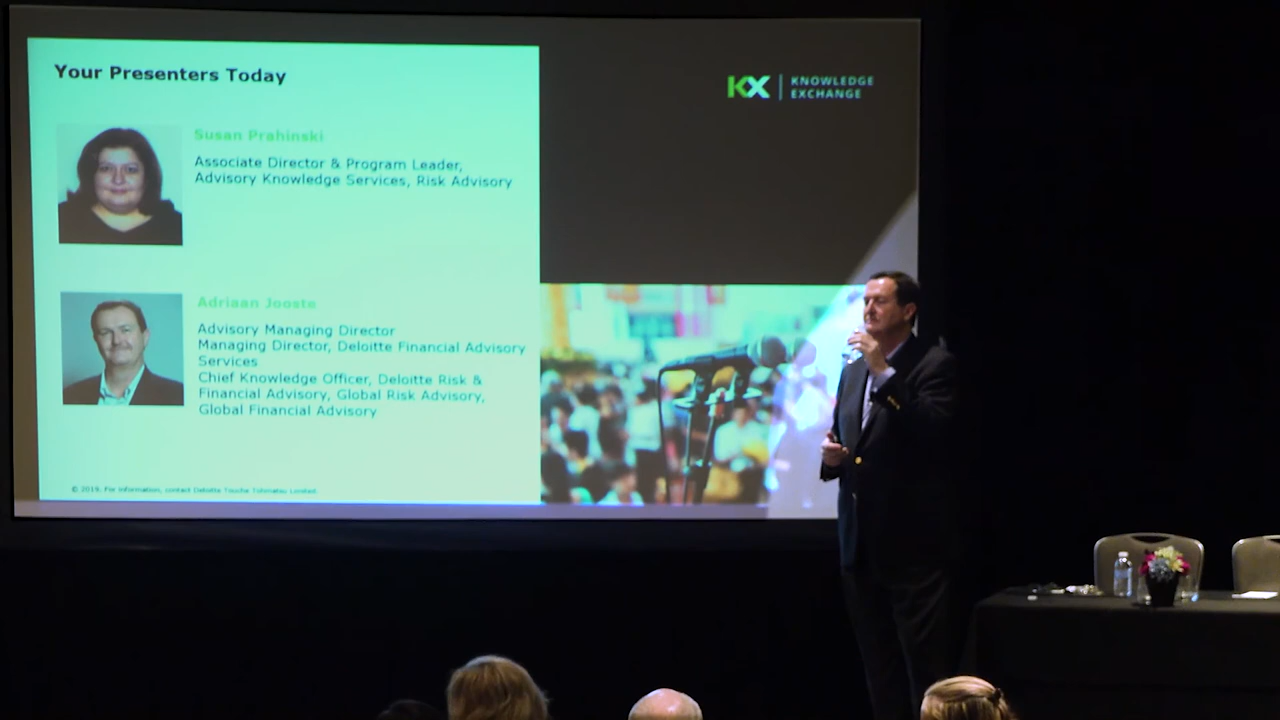 Your Presenters Today
KX KNOWLEDGE
EXCHANGE
Susan Prahinski
Associate Director & Program Leader,
Advisory Knowledge Services, Risk Advisory
Adriaan Jooste
Advisory Managing Director
Managing Director, Deloitte Financial Advisory
Services
Chief Knowledge Officer, Deloitte Risk &
Financial Advisory, Global Risk Advisory,
Global Financial Advisory
© 2019. For information, contact Deloitte Touche Tohmatsu Limited.